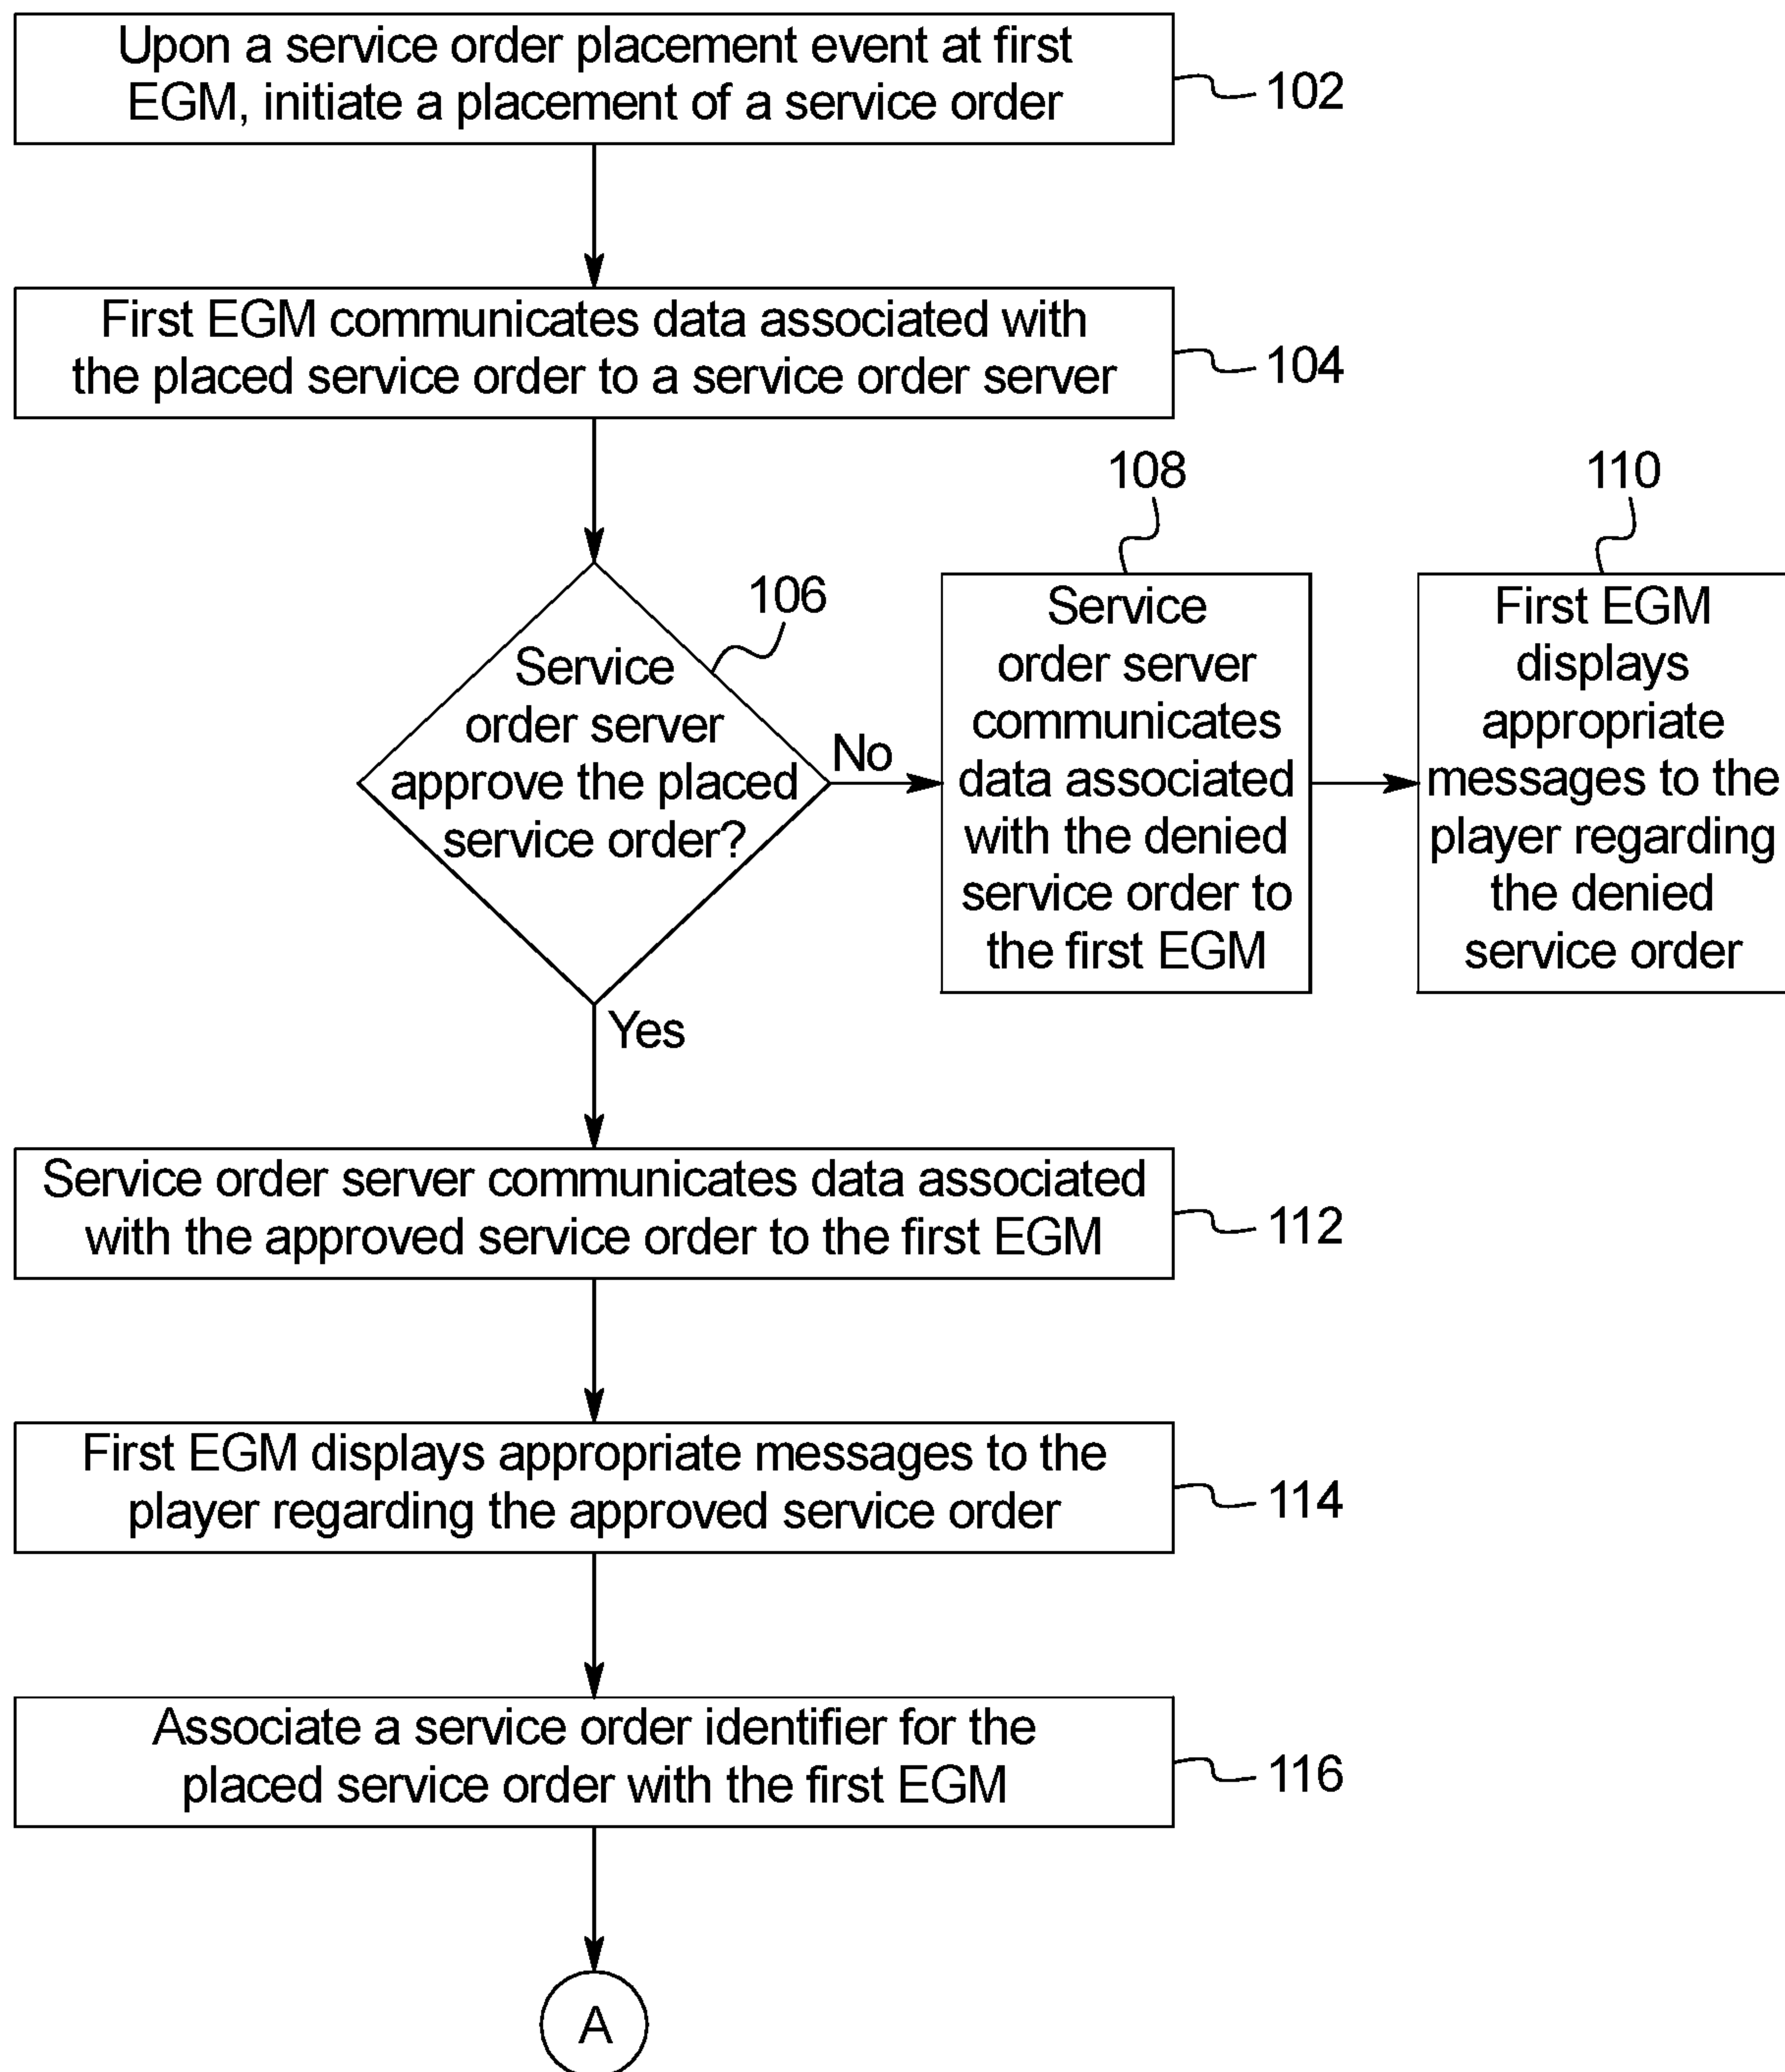 Upon a service order placement event at first
EGM, initiate a placement of a service order
102
First EGM communicates data associated with
the placed service order to a service order server
104
106
Service
order server
approve the placed
service order?
No
108
Service
order server
communicates
data associated
with the denied
service order to
the first EGM
110
First EGM
displays
appropriate
messages to the
player regarding
the denied
service order
Yes
Service order server communicates data associated
with the approved service order to the first EGM
112
First EGM displays appropriate messages to the
player regarding the approved service order
114
Associate a service order identifier for the
placed service order with the first EGM
116
A